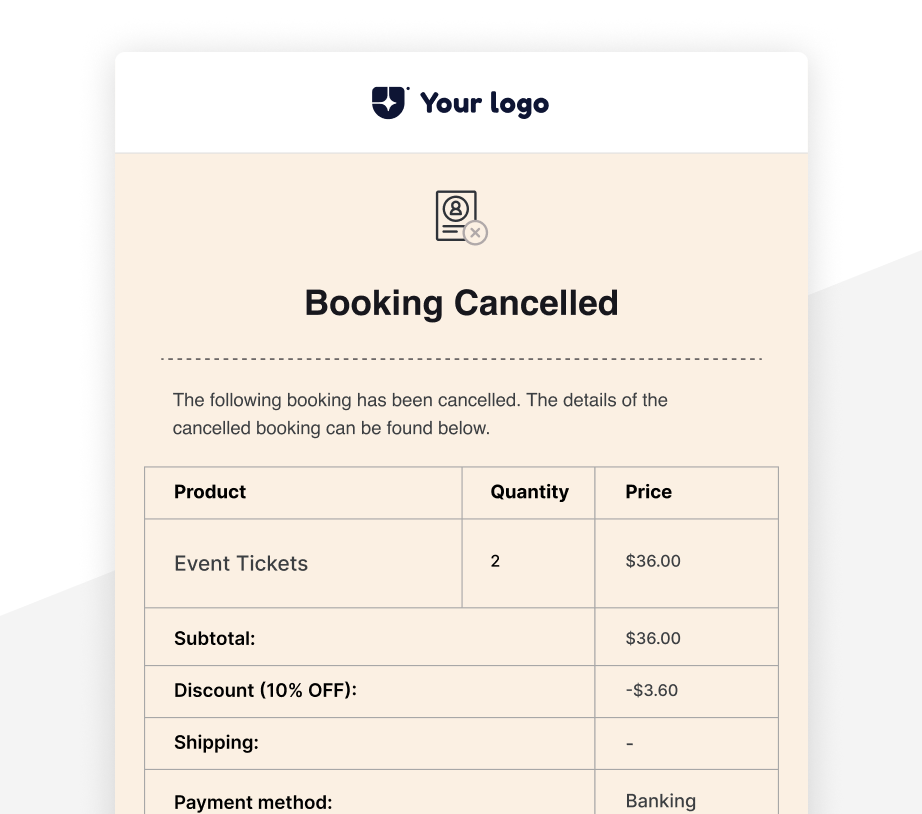 Your logo
Booking Cancelled
The following booking has been cancelled. The details of the
cancelled booking can be found below.
Product Quantity Price
Event Tickets 2 $36.00
Subtotal: $36.00
Discount (10% OFF): -$3.60
Shipping: -
Payment method: Banking